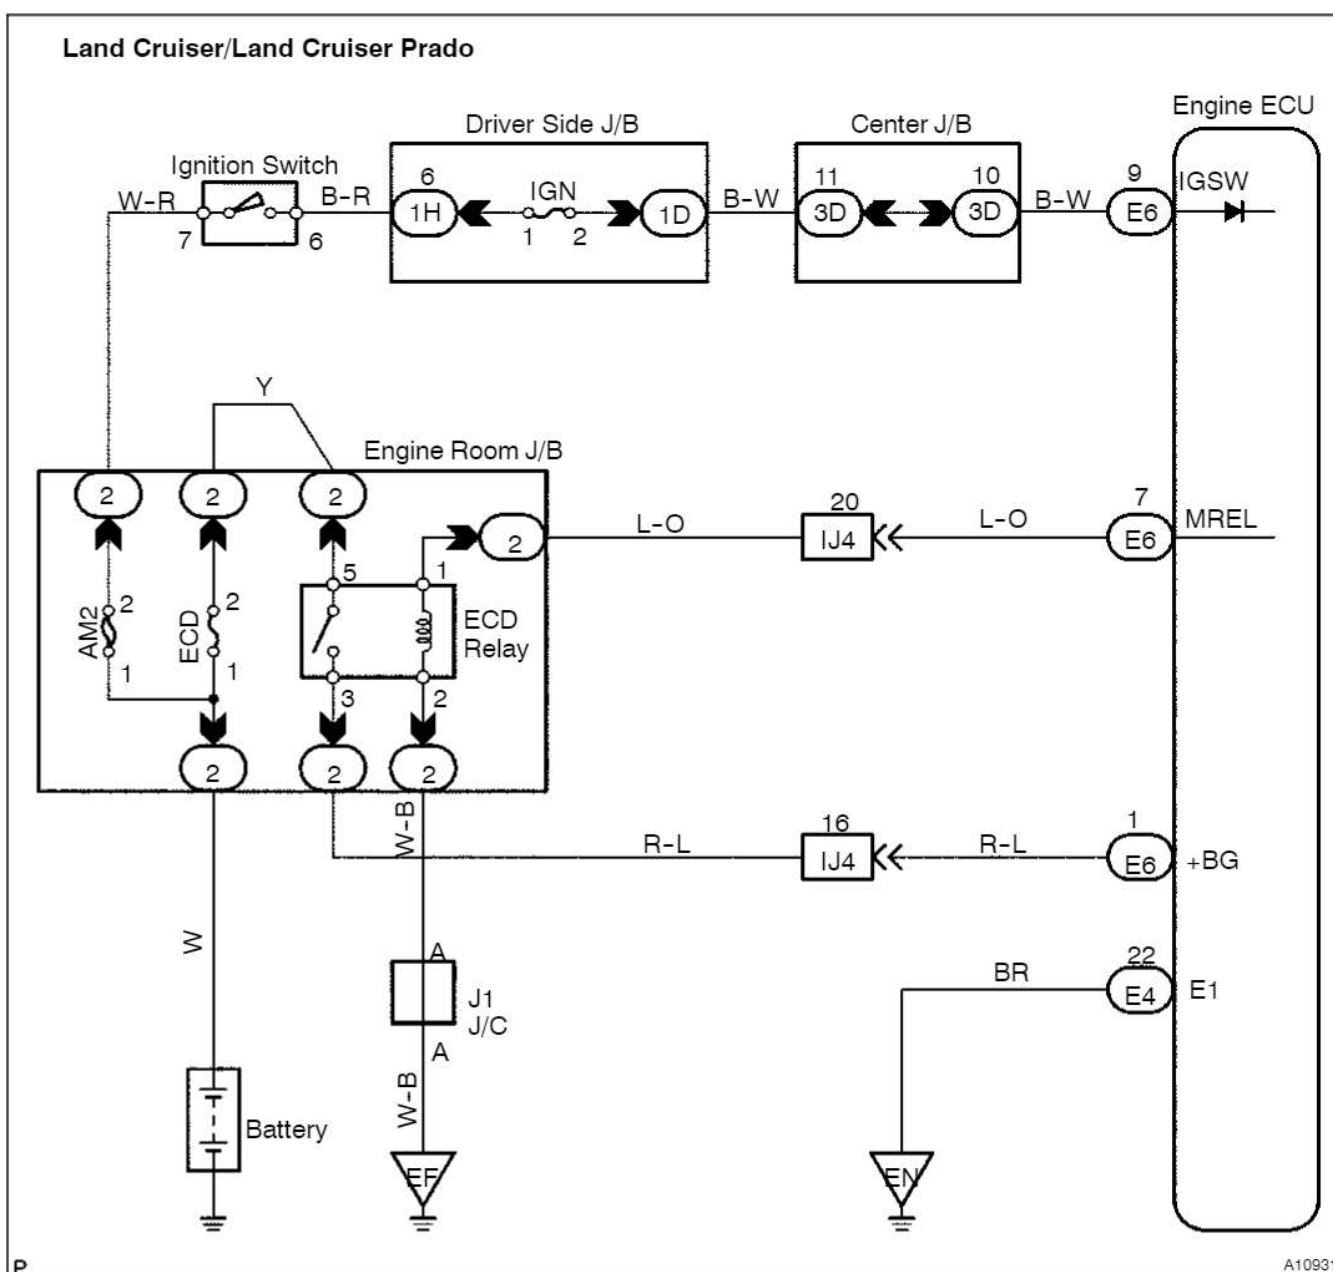 Land Cruiser/Land Cruiser Prado
Engine ECU
Driver Side J/B
Center J/B
Ignition Switch
W-R
7
6
B-R
6
1H
IGN
1
2
1D
B-W
11
3D
10
3D
B-W
9
E6
IGSW
Y
Engine Room J/B
2
2
2
2
L-O
20
IJ4
L-O
7
E6
MREL
AM2
2
1
ECD
2
1
5
1
ECD
Relay
3
2
2
2
2
W-B
R-L
16
IJ4
R-L
1
E6
+BG
W
A
J1
J/C
A
W-B
BR
22
E4
E1
Battery
EF
EN
P
A10931